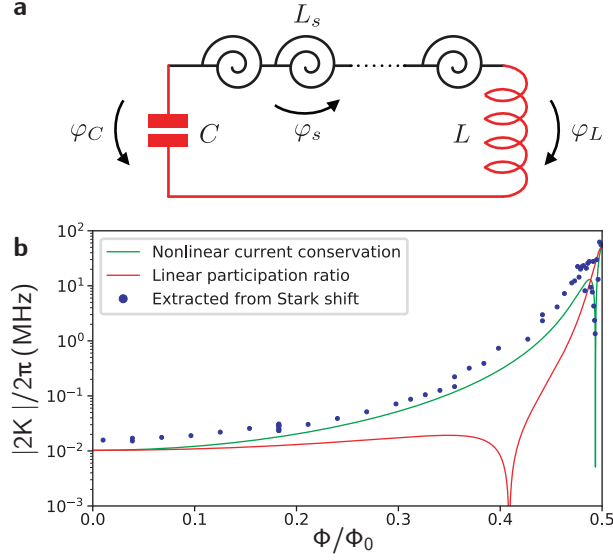 a
L_s
φ_C
C
φ_s
L
φ_L
b
|2K|/2π(MHz)
10^2
10^1
10^0
10^-1
10^-2
10^-3
Nonlinear current conservation
Linear participation ratio
Extracted from Stark shift
0.0 0.1 0.2 0.3 0.4 0.5
Φ/Φ_0